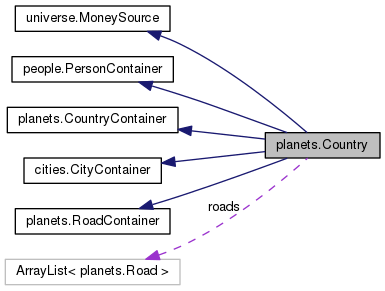 universe.MoneySource
people.PersonContainer
planets.CountryContainer
planets.Country
cities.CityContainer
planets.RoadContainer
roads
ArrayList< planets.Road >